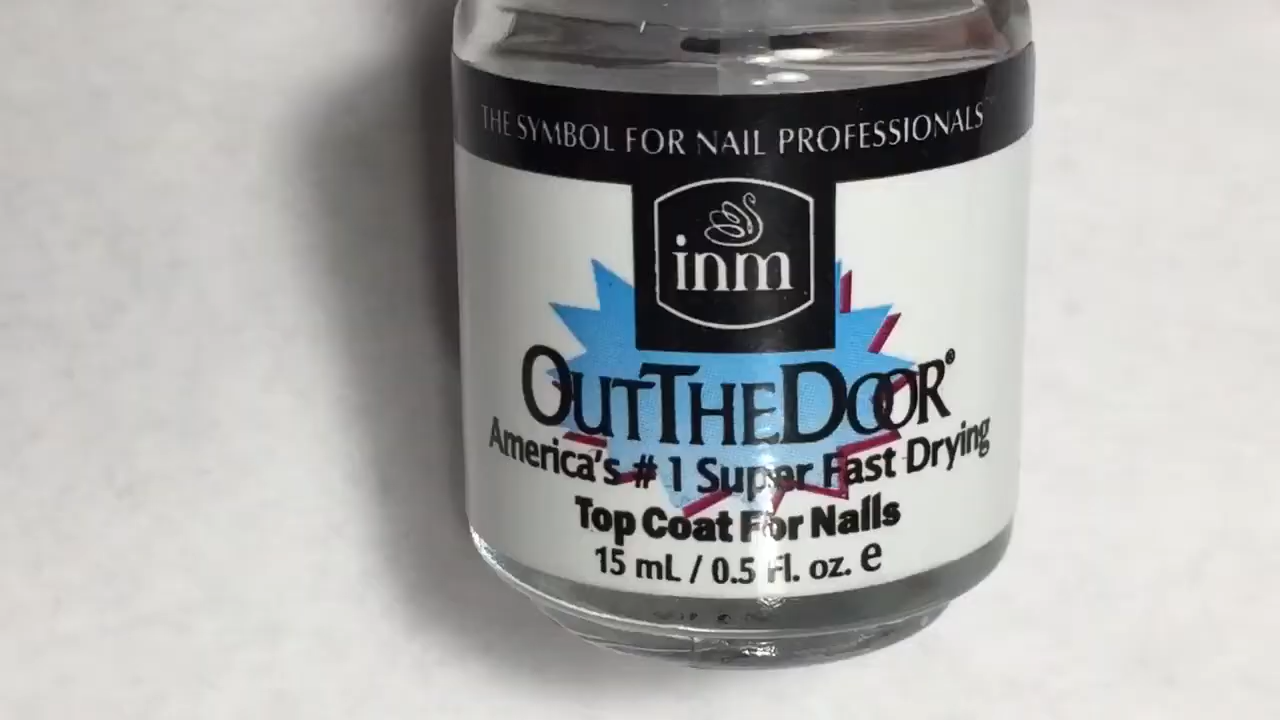 THE SYMBOL FOR NAIL PROFESSIONALS™
inm
OUTTHEDOOR®
America's # 1 Super Fast Drying
Top Coat For Nails
15 mL / 0.5 Fl. oz. e